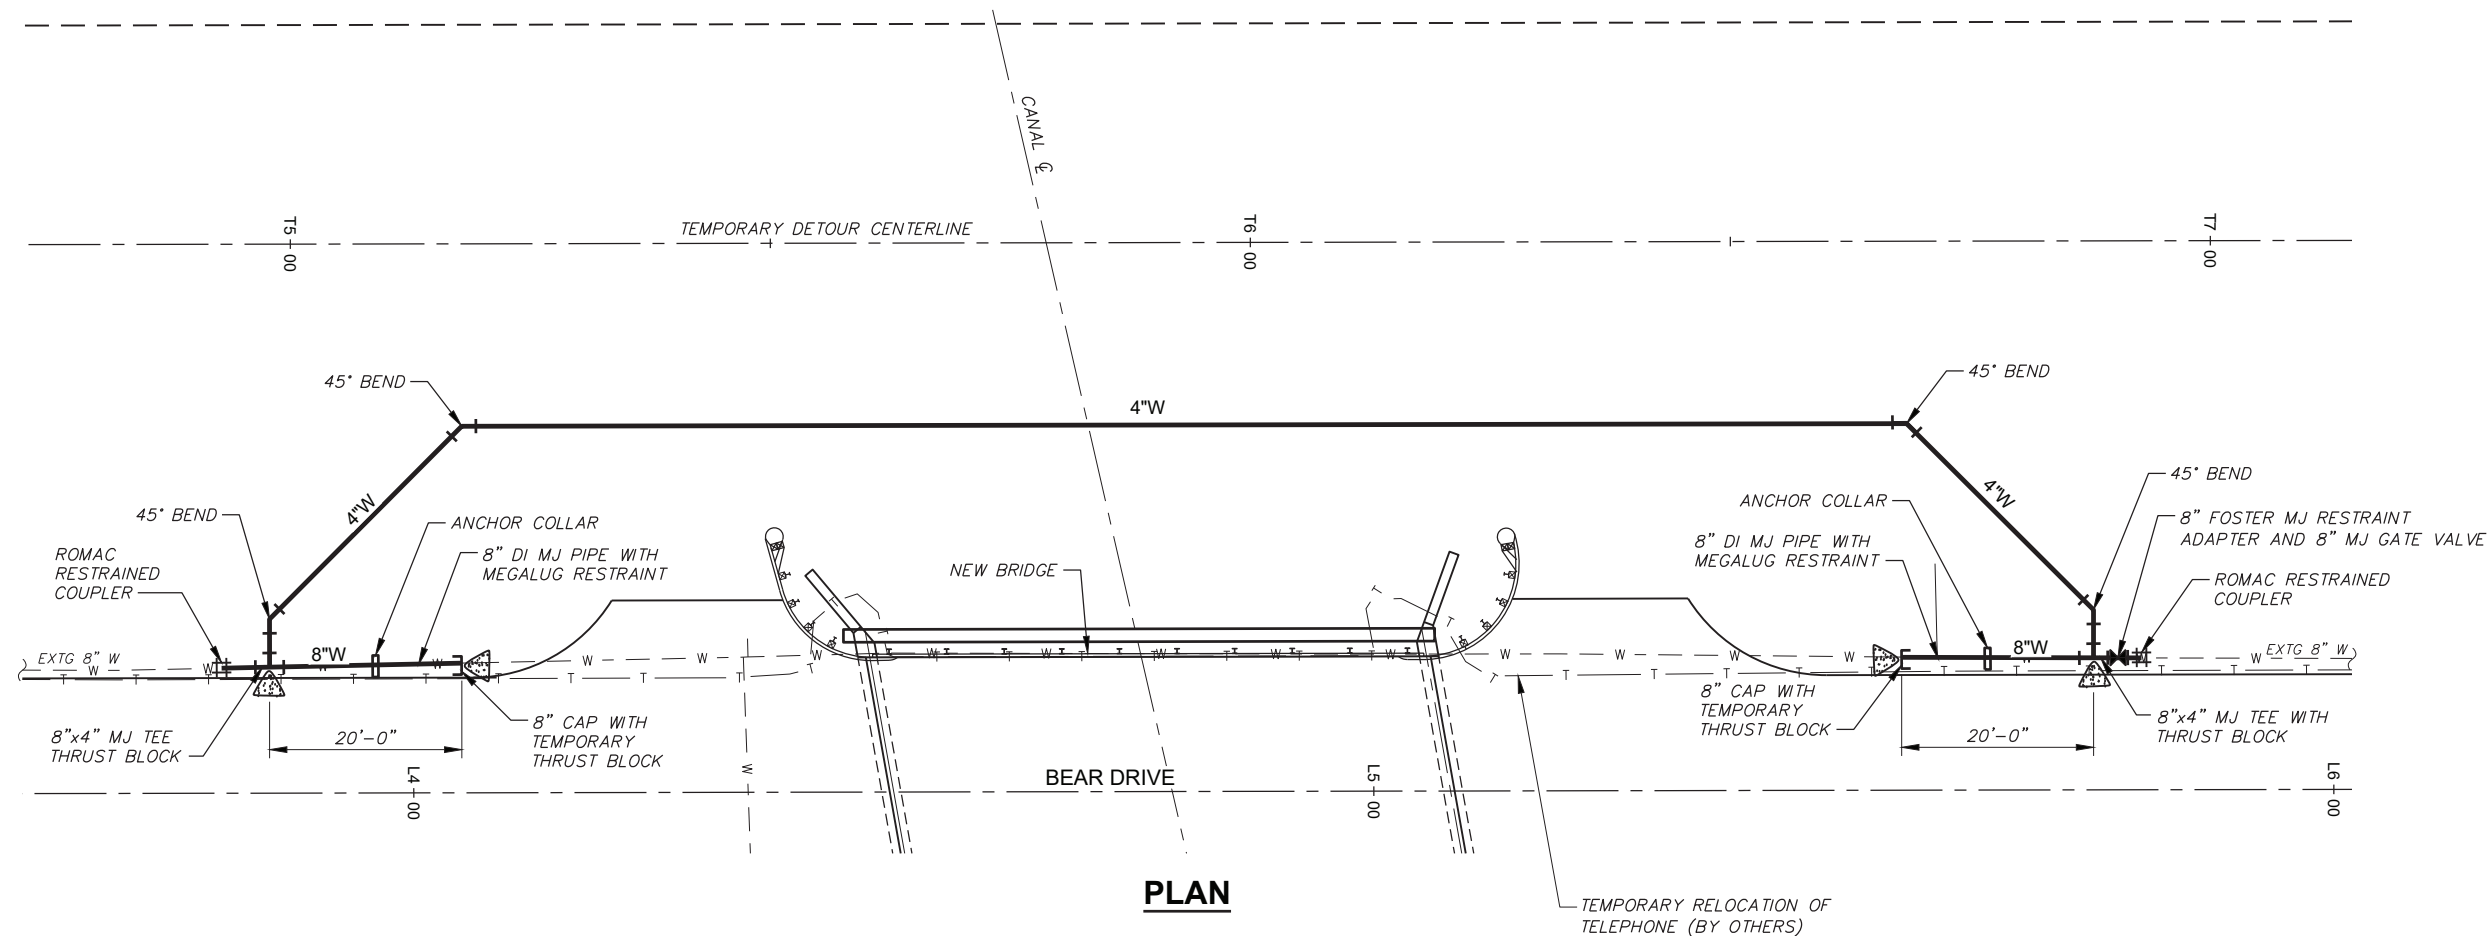 CANAL ℄
T5
00
TEMPORARY DETOUR CENTERLINE
T6
00
T7
00
45° BEND
4"W
45° BEND
4"W
45° BEND
ANCHOR COLLAR
8” DI MJ PIPE WITH
MEGALUG RESTRAINT
ROMAC
RESTRAINED
COUPLER
NEW BRIDGE
4"W
45° BEND
ANCHOR COLLAR
8” DI MJ PIPE WITH
MEGALUG RESTRAINT
8” FOSTER MJ RESTRAINT
ADAPTER AND 8” MJ GATE VALVE
ROMAC RESTRAINED
COUPLER
EXTG 8” W
8"W
8"W
EXTG 8” W
8”x4” MJ TEE
THRUST BLOCK
20’-0”
8” CAP WITH
TEMPORARY
THRUST BLOCK
8” CAP WITH
TEMPORARY
THRUST BLOCK
20’-0”
8”x4” MJ TEE WITH
THRUST BLOCK
L4
00
BEAR DRIVE
L5
00
L6
00
PLAN
TEMPORARY RELOCATION OF
TELEPHONE (BY OTHERS)